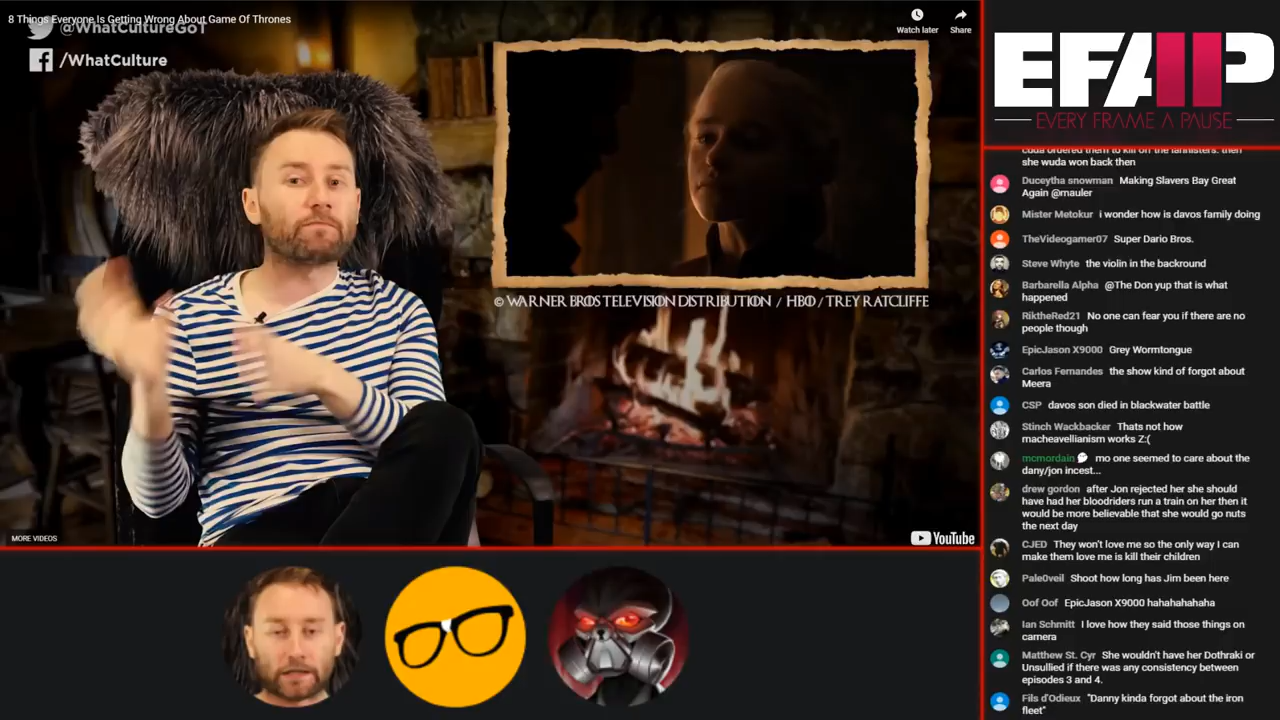 8 Things Everyone Is Getting Wrong About Game Of Thrones
@WhatCultureGoT
/WhatCulture
Watch later
Share
© WARNER BROS TELEVISION DISTRIBUTION / HBO / TREY RATCLIFFE
MORE VIDEOS
YouTube
EFAP
EVERY FRAME A PAUSE
cuda ordered them to kill off the lannisters. then
she wuda won back then
Duceytha snowman Making Slavers Bay Great
Again @mauler
Mister Metokur i wonder how is davos family doing
TheVideogamer07 Super Dario Bros.
Steve Whyte the violin in the backround
Barbarella Alpha @The Don yup that is what
happened
RiktheRed21 No one can fear you if there are no
people though
EpicJason X9000 Grey Wormtongue
Carlos Fernandes the show kind of forgot about
Meera
CSP davos son died in blackwater battle
Stinch Wackbacker Thats not how
macheavellianism works Z:(
mcmordain mo one seemed to care about the
dany/jon incest...
drew gordon after Jon rejected her she should
have had her bloodriders run a train on her then it
would be more believable that she would go nuts
the next day
CJED They won't love me so the only way I can
make them love me is kill their children
Pale0veil Shoot how long has Jim been here
Oof Oof EpicJason X9000 hahahahahaha
Ian Schmitt I love how they said those things on
camera
Matthew St. Cyr She wouldn't have her Dothraki or
Unsullied if there was any consistency between
episodes 3 and 4.
Fils d'Odieux "Danny kinda forgot about the iron
fleet"